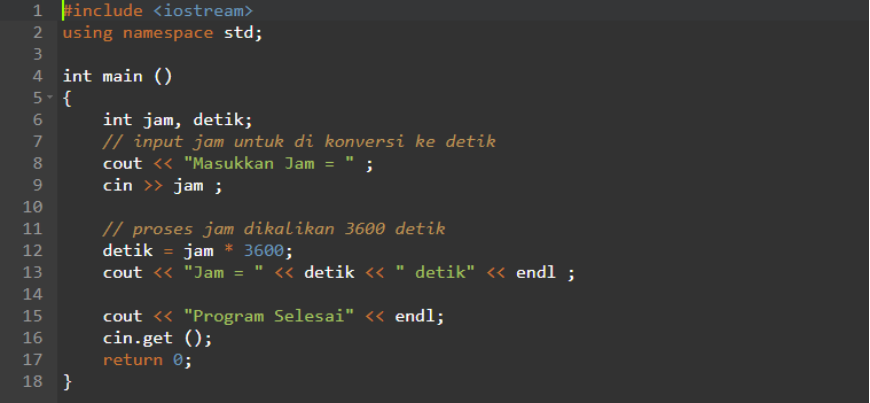 1 #include <iostream>
2 using namespace std;
3
4 int main ()
5 {
6 int jam, detik;
7 // input jam untuk di konversi ke detik
8 cout << "Masukkan Jam = " ;
9 cin >> jam ;
10
11 // proses jam dikalikan 3600 detik
12 detik = jam * 3600;
13 cout << "Jam = " << detik << " detik" << endl ;
14
15 cout << "Program Selesai" << endl;
16 cin.get ();
17 return 0;
18 }